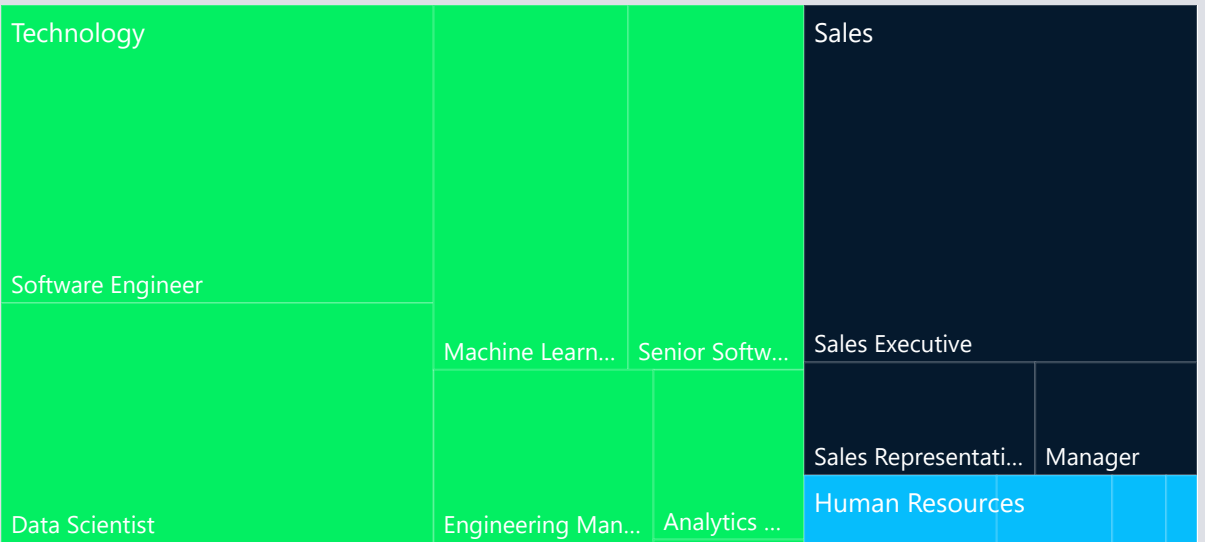 Technology
Software Engineer
Data Scientist
Machine Learn...
Senior Softw...
Engineering Man...
Analytics ...
Sales
Sales Executive
Sales Representati...
Manager
Human Resources